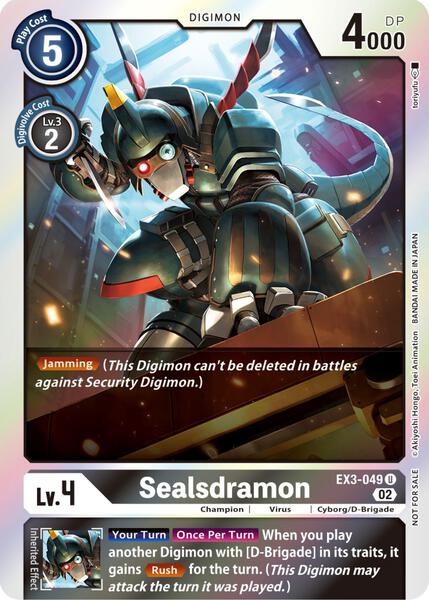 DIGIMON
Play Cost
5
4000
DP
Digivolve Cost
Lv.3
2
toriyufu
Jamming (This Digimon can't be deleted in battles
against Security Digimon.)
© Akiyoshi Hongo, Toei Animation BANDAI MADE IN JAPAN
NOT FOR SALE
Lv.4
Sealsdramon
EX3-049 U
02
Champion | Virus | Cyborg/D-Brigade
Inherited Effect
Your Turn Once Per Turn When you play
another Digimon with [D-Brigade] in its traits, it
gains Rush for the turn. (This Digimon may
attack the turn it was played.)